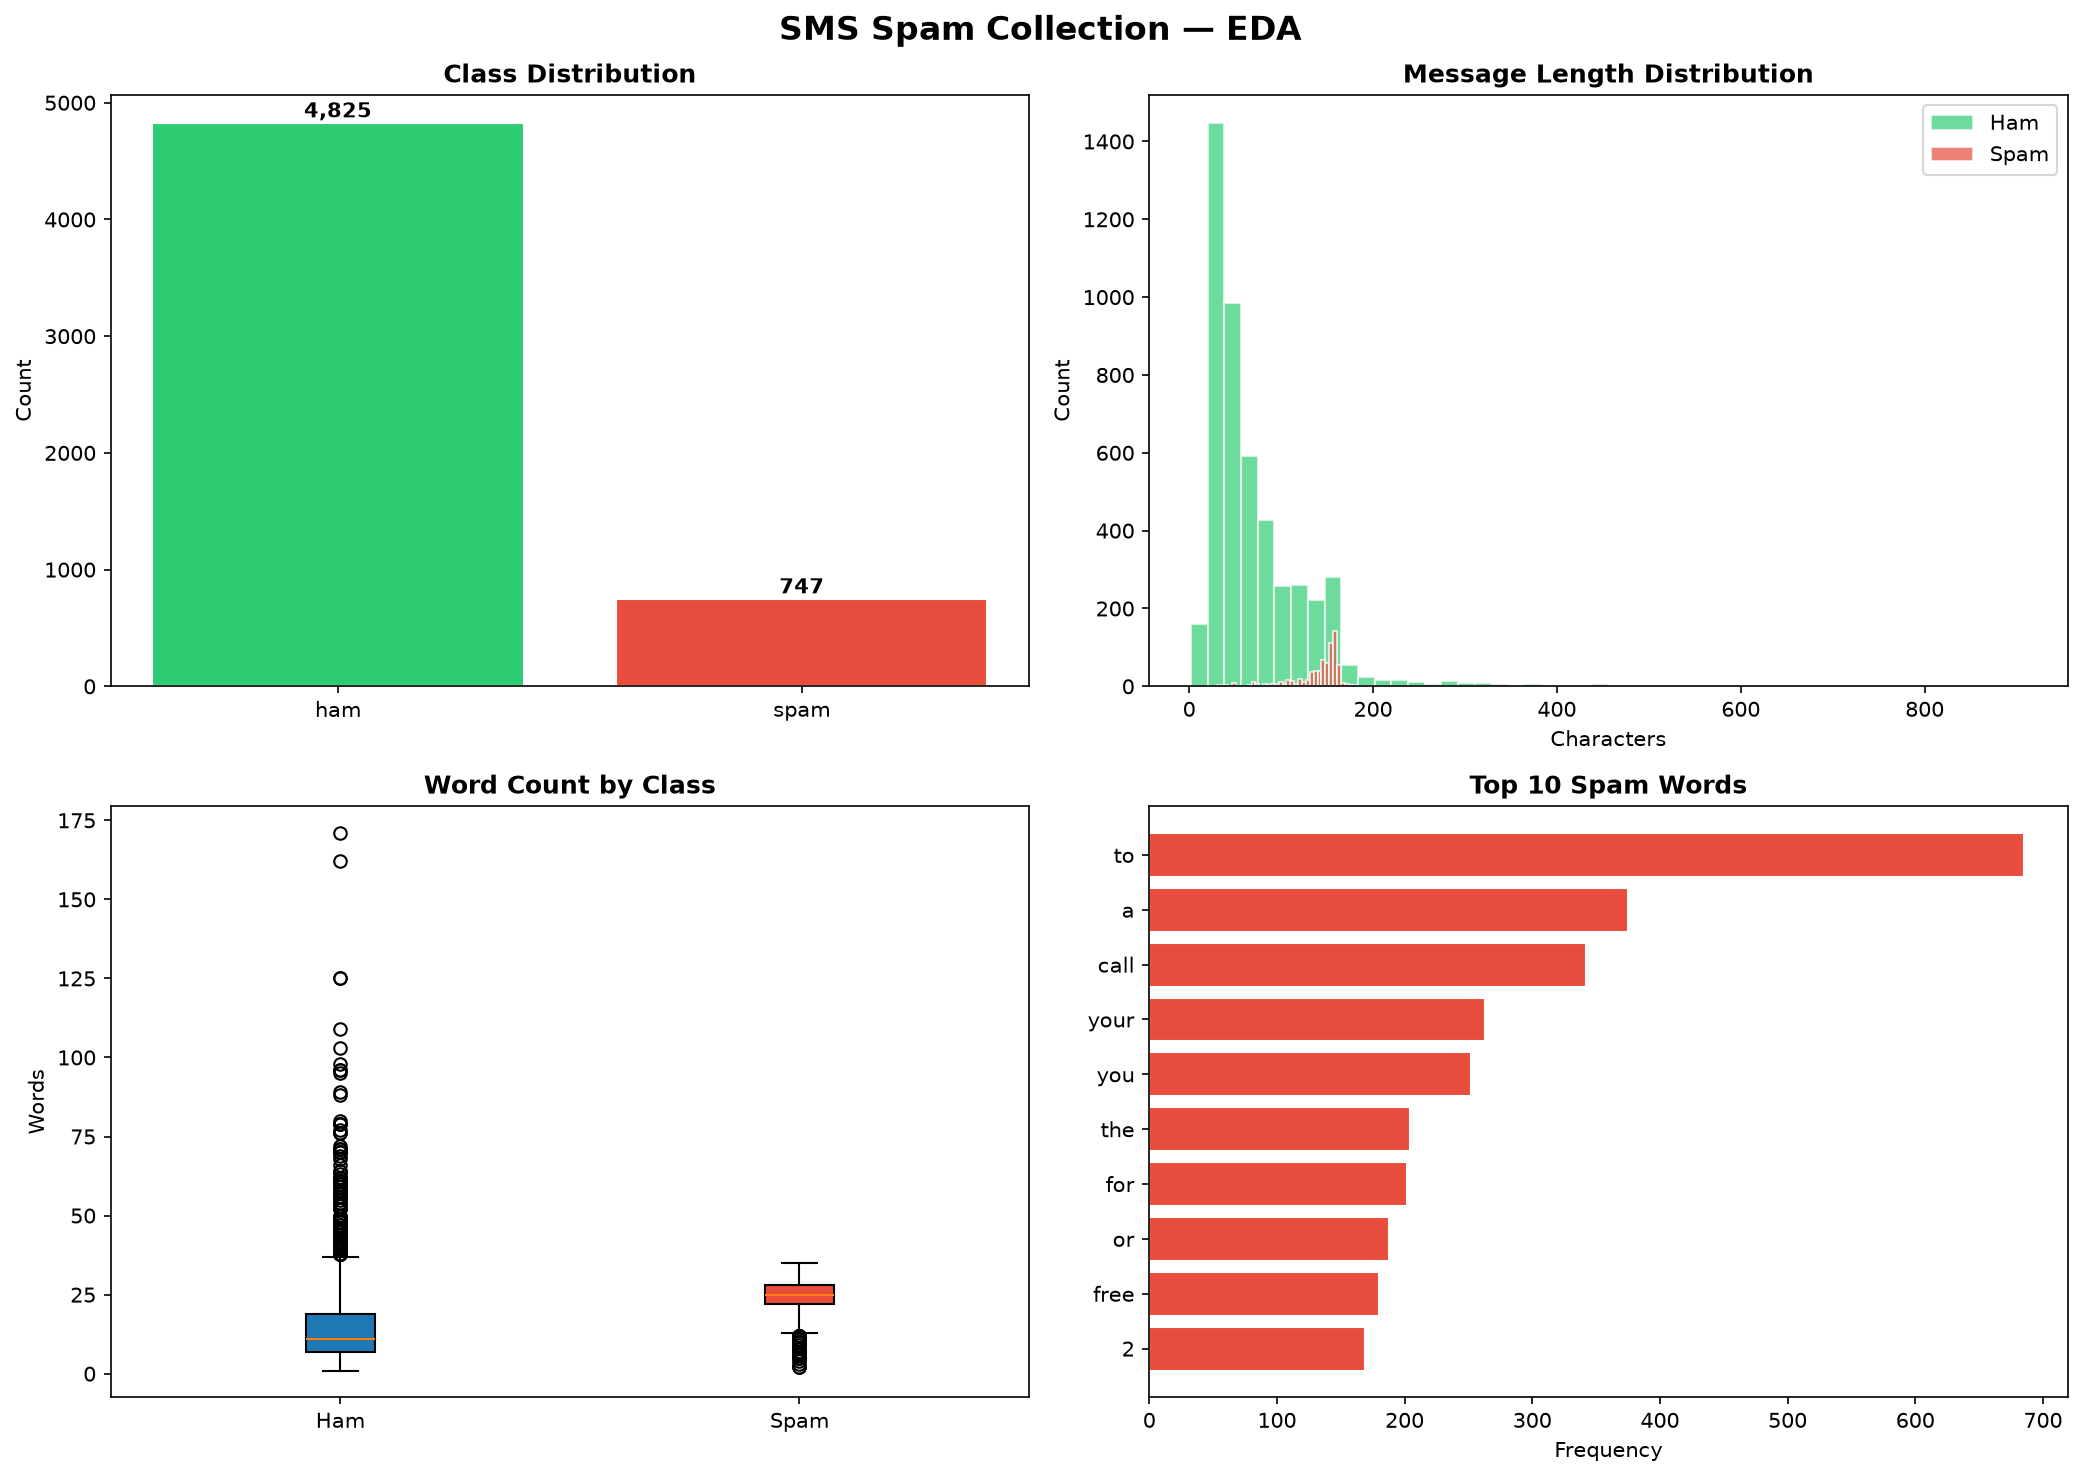 SMS Spam Collection — EDA
Class Distribution
5000
4000
3000
2000
1000
0
Count
4,825
747
ham
spam
Message Length Distribution
1400
1200
1000
800
600
400
200
0
Count
Ham
Spam
0
200
400
600
800
Characters
Word Count by Class
175
150
125
100
75
50
25
0
Words
Ham
Spam
Top 10 Spam Words
to
a
call
your
you
the
for
or
free
2
0
100
200
300
400
500
600
700
Frequency